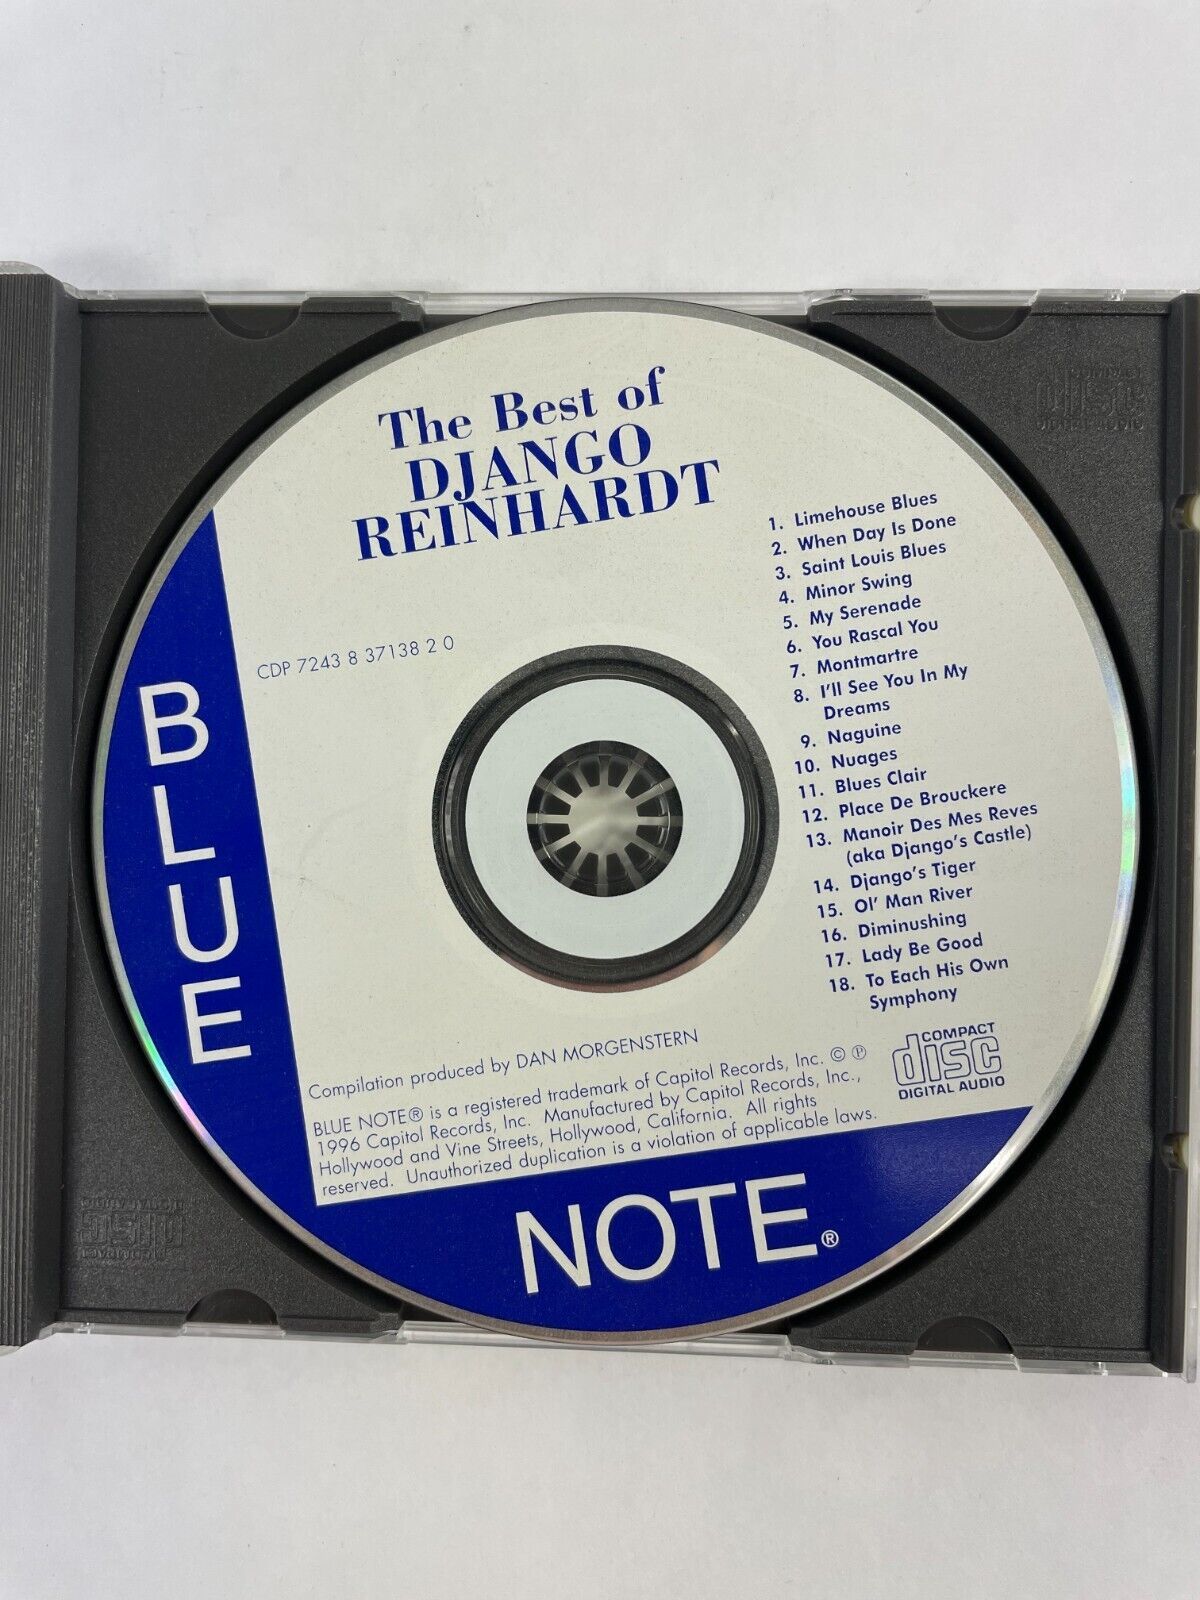 The Best of
DJANGO
REINHARDT
CDP 7243 8 37138 2 0
1. Limehouse Blues
2. When Day Is Done
3. Saint Louis Blues
4. Minor Swing
5. My Serenade
6. You Rascal You
7. Montmartre
8. I'll See You In My
Dreams
9. Naguine
10. Nuages
11. Blues Clair
12. Place De Brouckere
13. Manoir Des Mes Reves
(aka Django's Castle)
14. Django's Tiger
15. Ol' Man River
16. Diminushing
17. Lady Be Good
18. To Each His Own
Symphony
Compilation produced by DAN MORGENSTERN
BLUE NOTE® is a registered trademark of Capitol Records, Inc. © ℗
1996 Capitol Records, Inc. Manufactured by Capitol Records, Inc.,
Hollywood and Vine Streets, Hollywood, California. All rights
reserved. Unauthorized duplication is a violation of applicable laws.
COMPACT
disc
DIGITAL AUDIO
BLUE
NOTE®